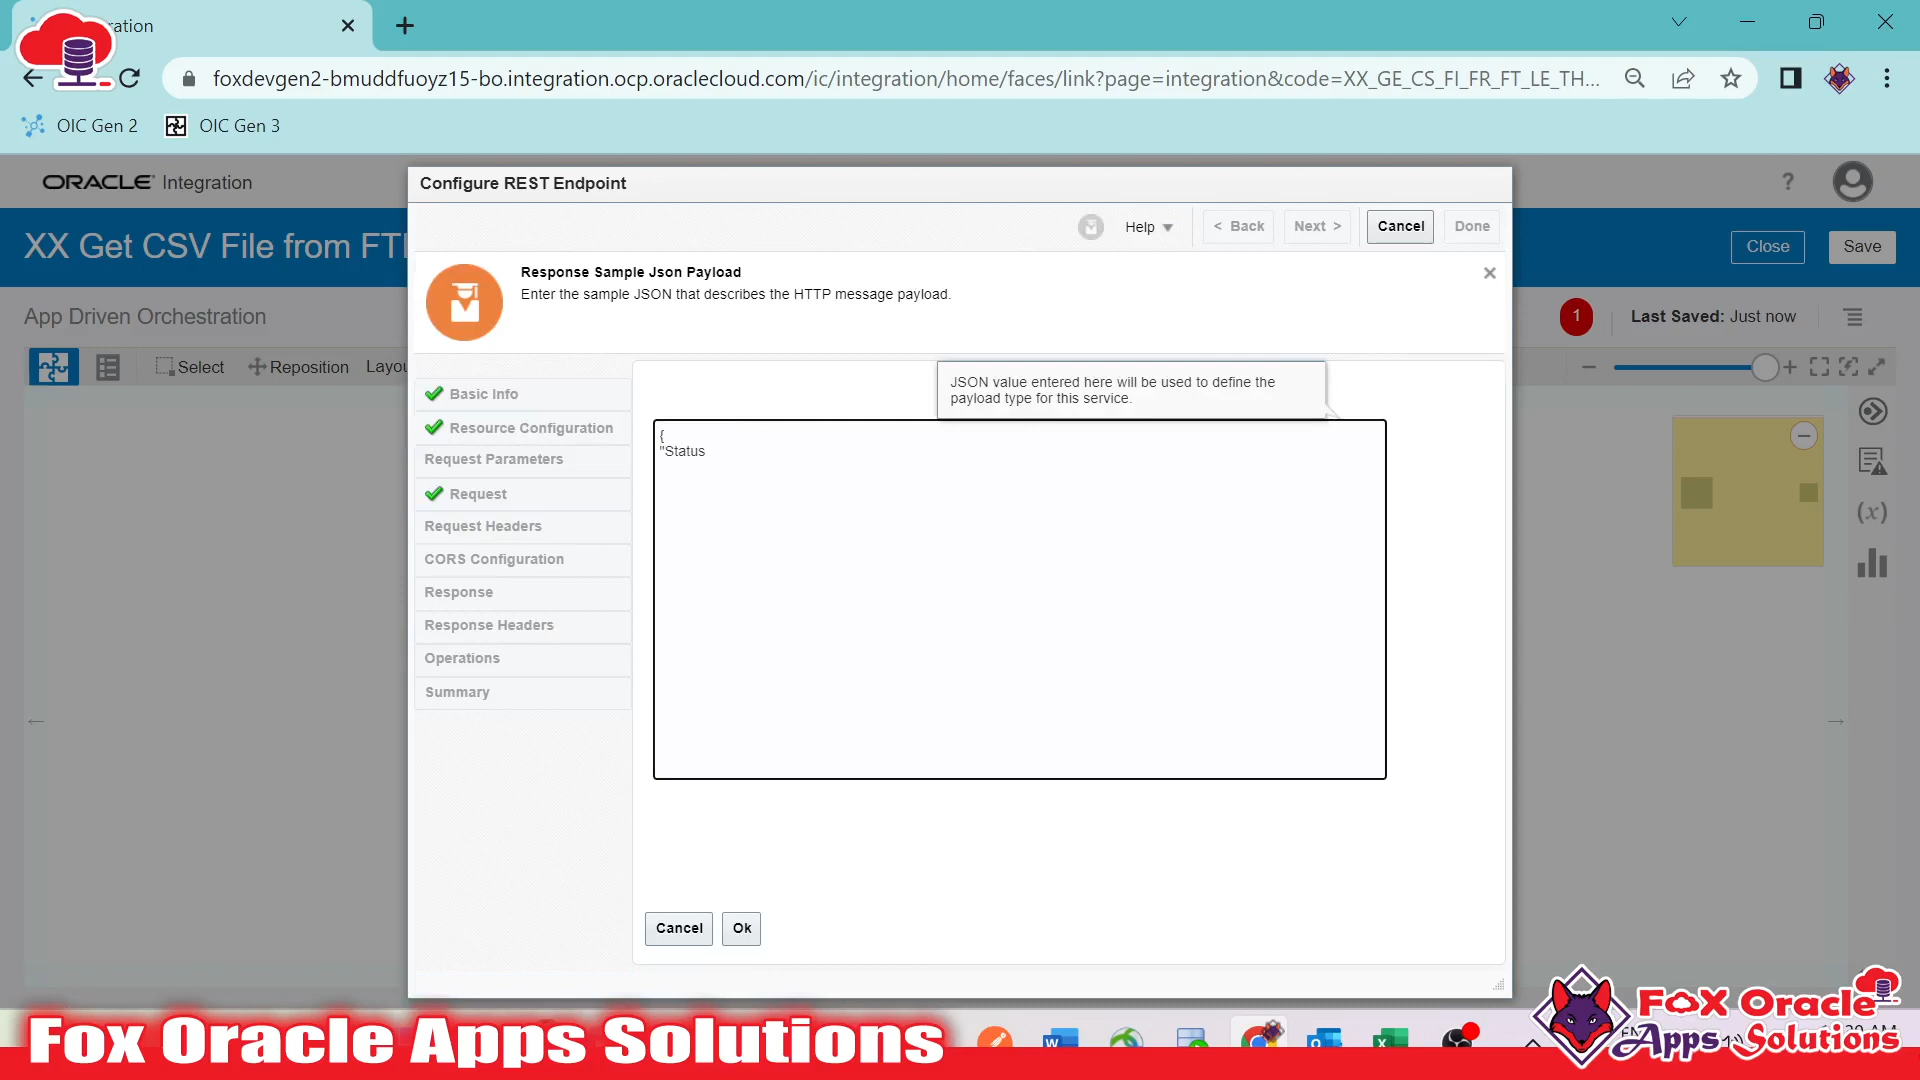 ration
foxdevgen2-bmuddfuoyz15-bo.integration.ocp.oraclecloud.com/ic/integration/home/faces/link?page=integration&code=XX_GE_CS_FI_FR_FT_LE_TH...
OIC Gen 2
OIC Gen 3
ORACLE Integration
?
Configure REST Endpoint
Help
< Back
Next >
Cancel
Done
XX Get CSV File from FT
Close
Save
Response Sample Json Payload
Enter the sample JSON that describes the HTTP message payload.
App Driven Orchestration
1
Last Saved: Just now
Select
Reposition
Layou
JSON value entered here will be used to define the
payload type for this service.
Basic Info
Resource Configuration
Request Parameters
Request
Request Headers
CORS Configuration
Response
Response Headers
Operations
Summary
{
"Status
(x)
Cancel
Ok
Fox Oracle Apps Solutions
Fox Oracle
Apps Solutions